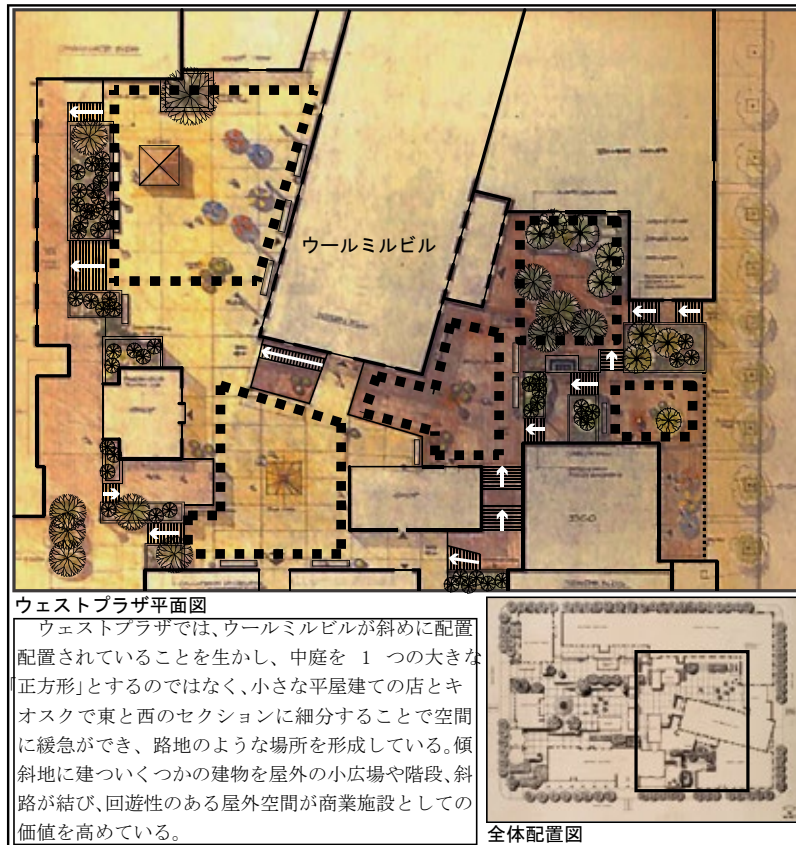 ウールミルビル
ウェストプラザ平面図
ウェストプラザでは、ウールミルビルが斜めに配置
配置されていることを生かし、中庭を 1 つの大きな
「正方形」とするのではなく、小さな平屋建ての店とキ
オスクで東と西のセクションに細分することで空間
に緩急ができ、路地のような場所を形成している。傾
斜地に建ついくつかの建物を屋外の小広場や階段、斜
路が結び、回遊性のある屋外空間が商業施設としての
価値を高めている。
全体配置図